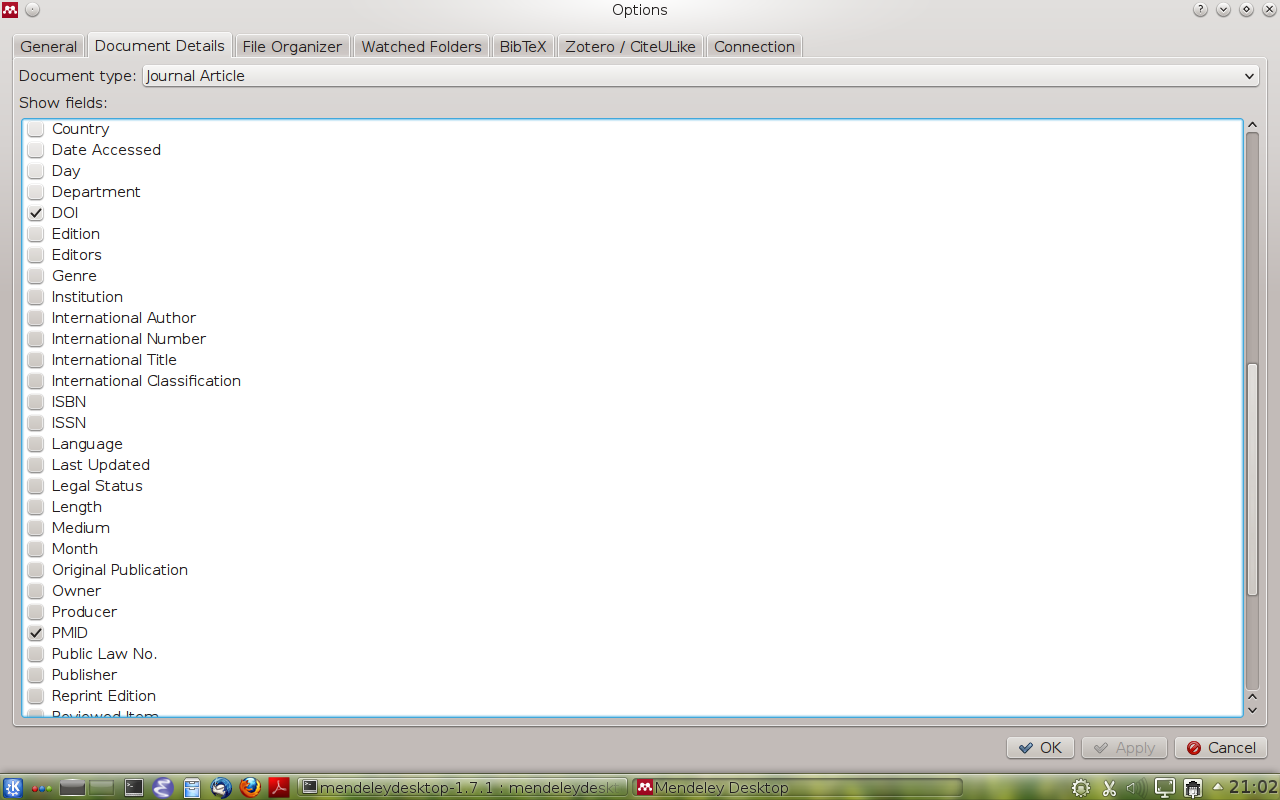 Options
General Document Details File Organizer Watched Folders BibTeX Zotero / CiteULike Connection
Document type: Journal Article
Show fields:
Country
Date Accessed
Day
Department
DOI
Edition
Editors
Genre
Institution
International Author
International Number
International Title
International Classification
ISBN
ISSN
Language
Last Updated
Legal Status
Length
Medium
Month
Original Publication
Owner
Producer
PMID
Public Law No.
Publisher
Reprint Edition
Reviewed Item
OK Apply Cancel
mendeleydesktop-1.7.1 : mendeleydeskt Mendeley Desktop 21:02